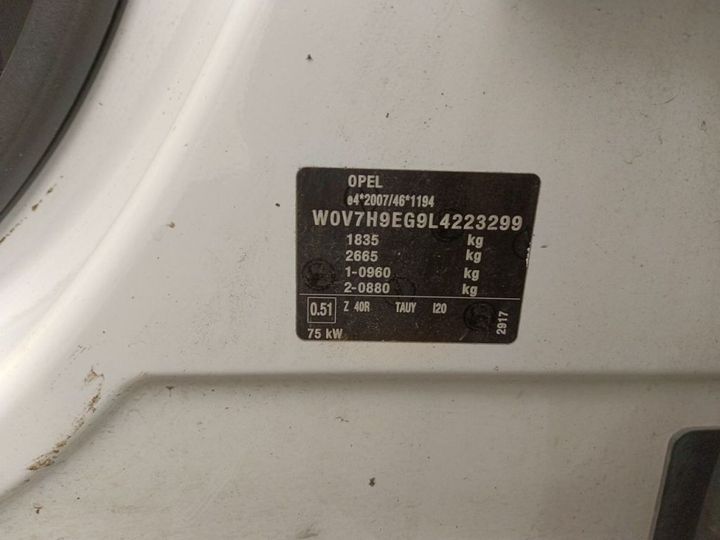 OPEL
e4*2007/46*1194
W0V7H9EG9L4223299
1835 kg
2665 kg
1-0960 kg
2-0880 kg
0.51 Z 40R TAUY I20
75 kW
2917